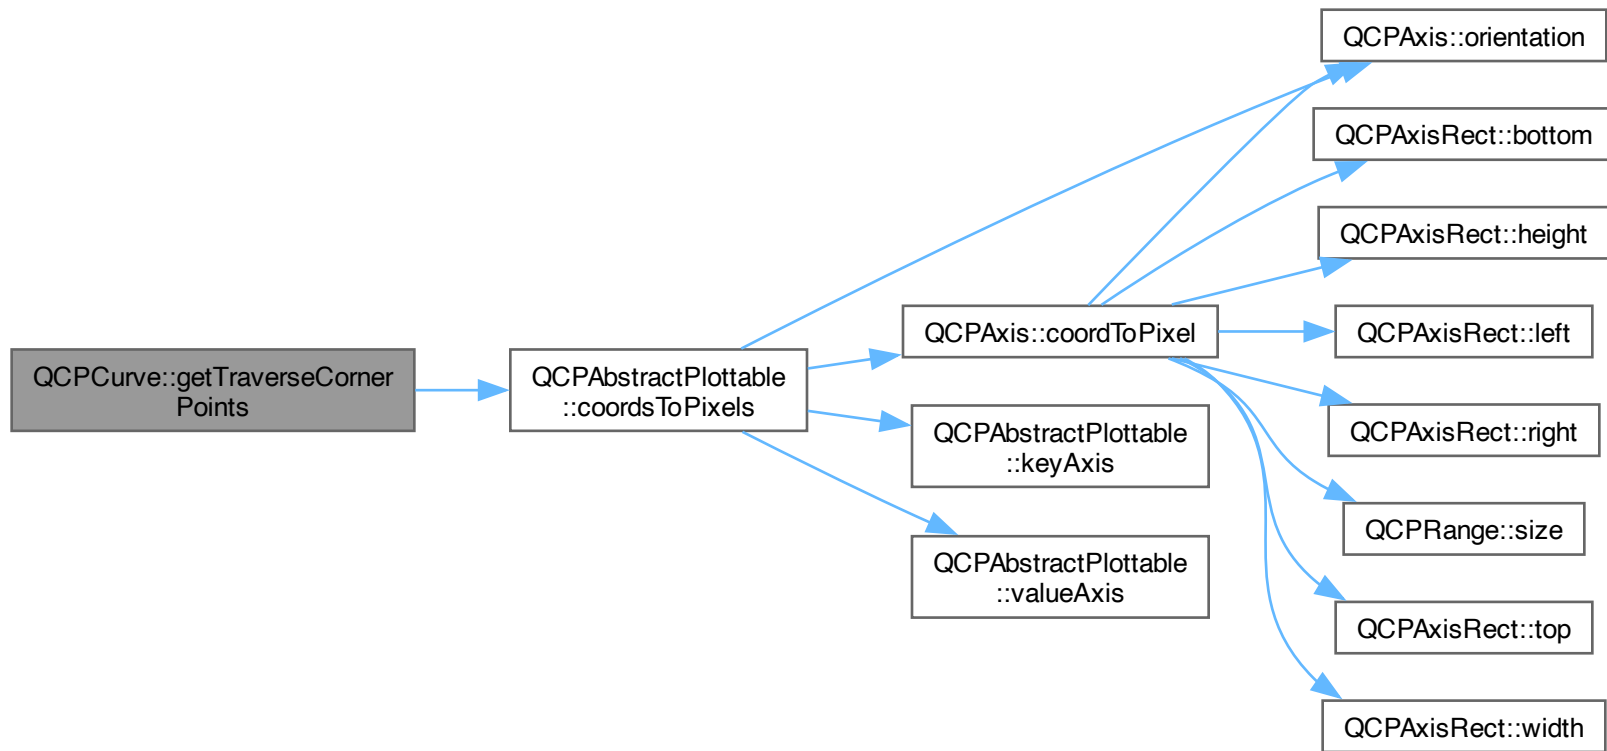 QCPCurve::getTraverseCorner
Points
QCPAbstractPlottable
::coordsToPixels
QCPAxis::coordToPixel
QCPAbstractPlottable
::keyAxis
QCPAbstractPlottable
::valueAxis
QCPAxis::orientation
QCPAxisRect::bottom
QCPAxisRect::height
QCPAxisRect::left
QCPAxisRect::right
QCPRange::size
QCPAxisRect::top
QCPAxisRect::width